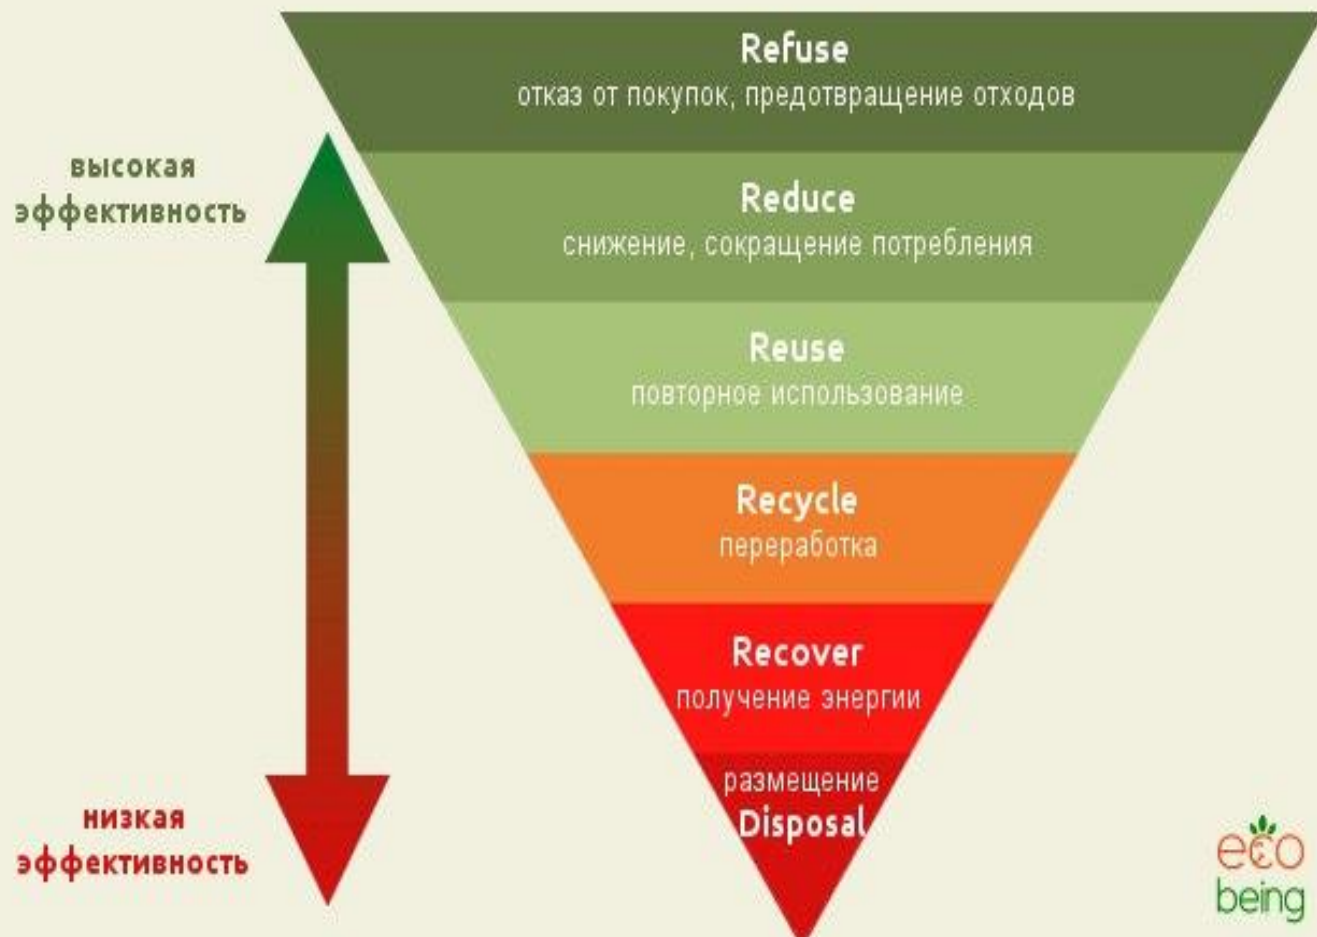 Refuse
отказ от покупок, предотвращение отходов
высокая
эффективность
Reduce
снижение, сокращение потребления
Reuse
повторное использование
Recycle
переработка
Recover
получение энергии
размещение
Disposal
низкая
эффективность
eco
being